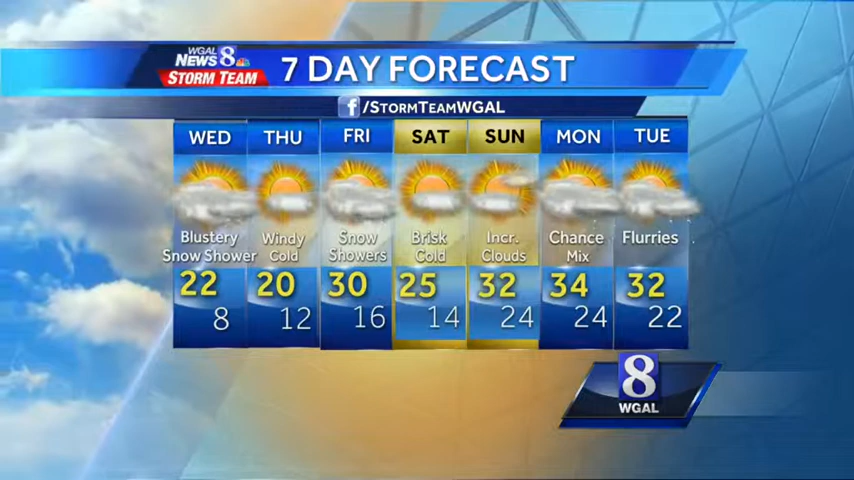 WGAL
NEWS 8
STORM TEAM
7 DAY FORECAST
f/STORMTEAMWGAL
WED THU FRI SAT SUN MON TUE
Blustery Windy Snow Brisk Incr. Chance Flurries
Snow Shower Cold Showers Cold Clouds Mix
22 20 30 25 32 34 32
8 12 16 14 24 24 22
8
WGAL